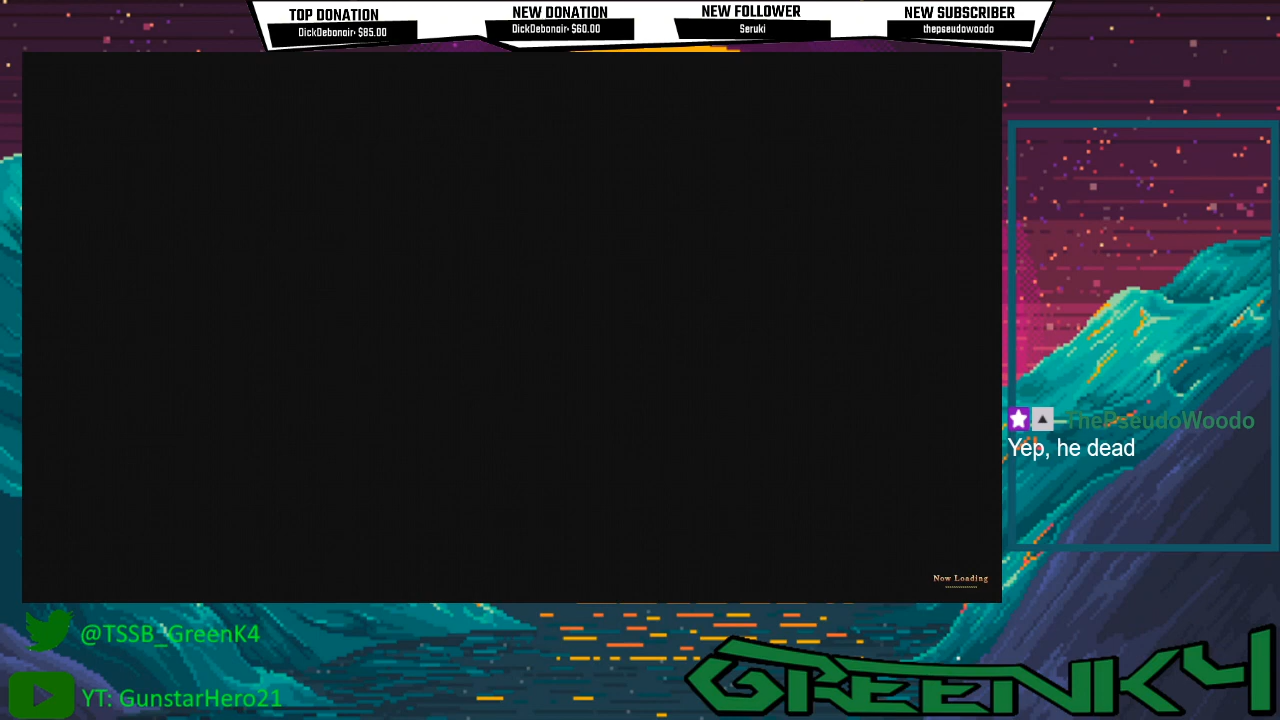 TOP DONATION
DickDebonair: $85.00
NEW DONATION
DickDebonair: $60.00
NEW FOLLOWER
Seruki
NEW SUBSCRIBER
thepseudowoodo
ThePseudoWoodo
Yep, he dead
Now Loading
@TSSB_GreenK4
YT: GunstarHero21
GREENK4